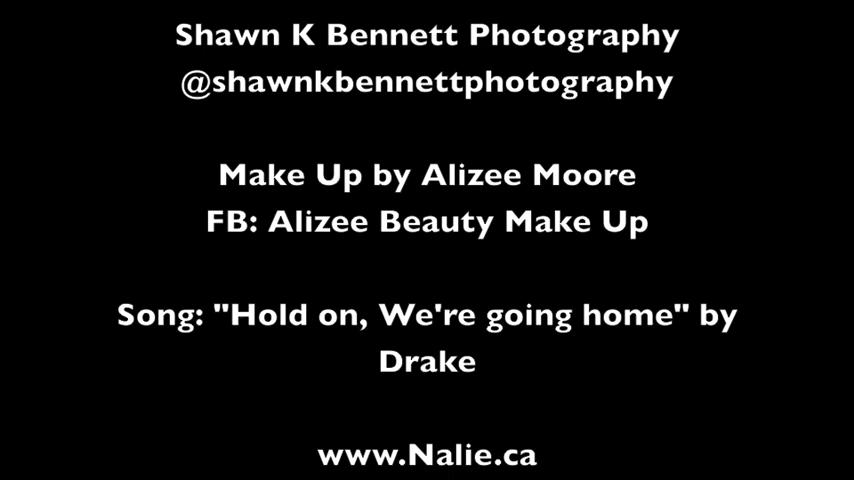 Shawn K Bennett Photography
@shawnkbennettphotography
Make Up by Alizee Moore
FB: Alizee Beauty Make Up
Song: "Hold on, We're going home" by
Drake
www.Nalie.ca